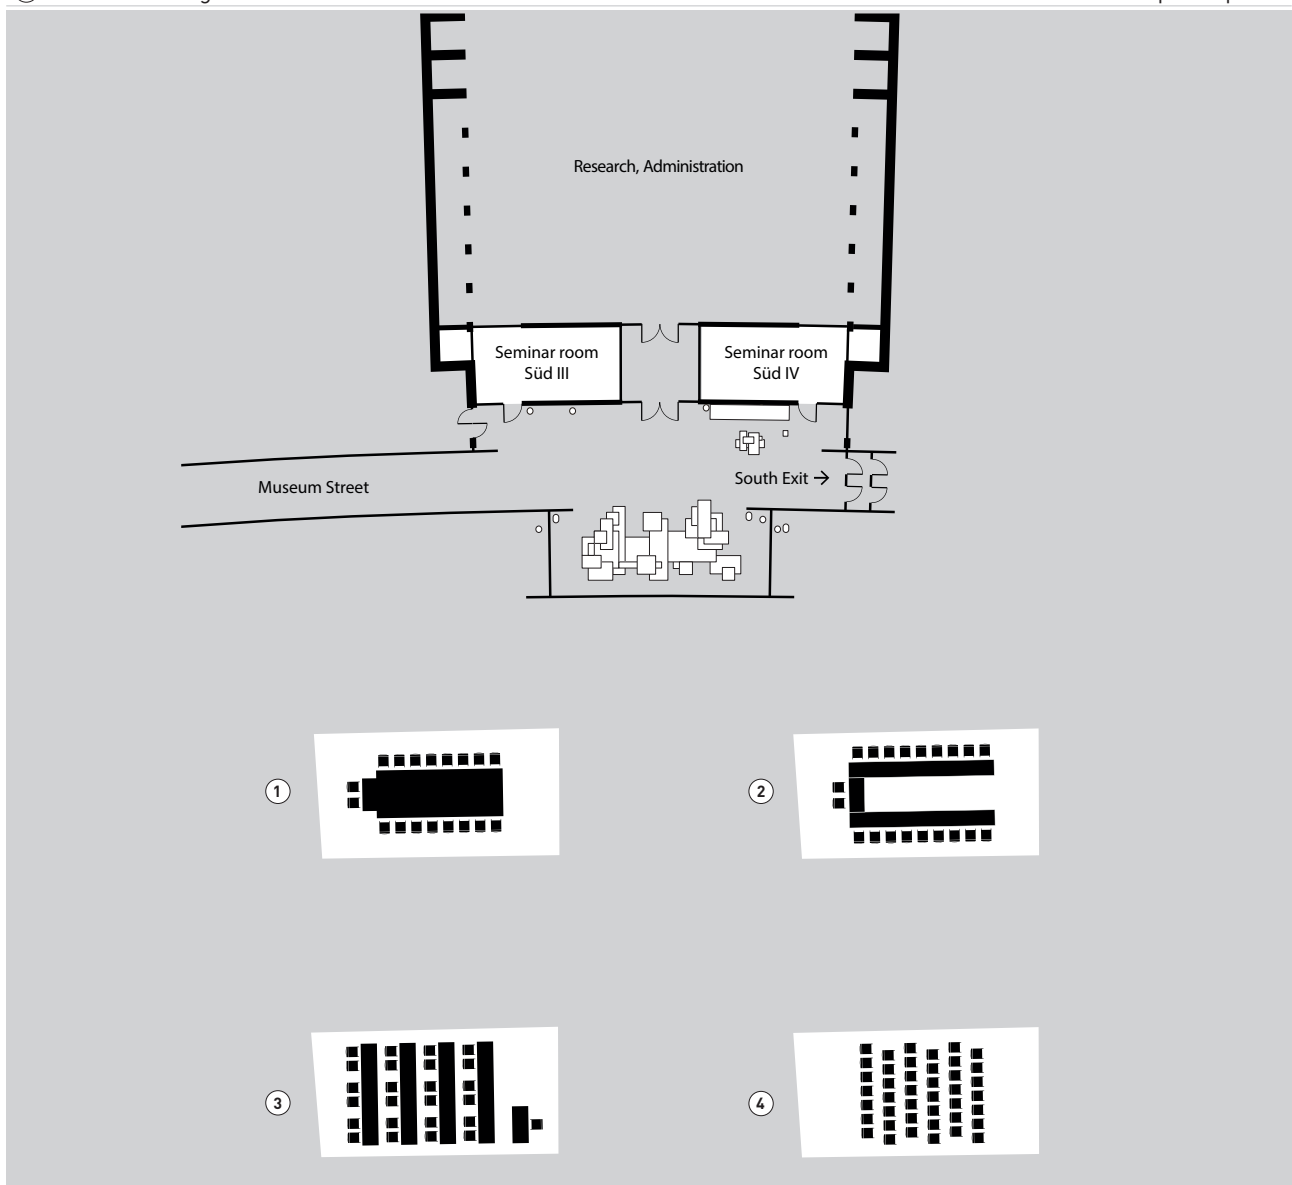 Research, Administration
Seminar room
Süd III
Seminar room
Süd IV
Museum Street
South Exit →
1
2
3
4